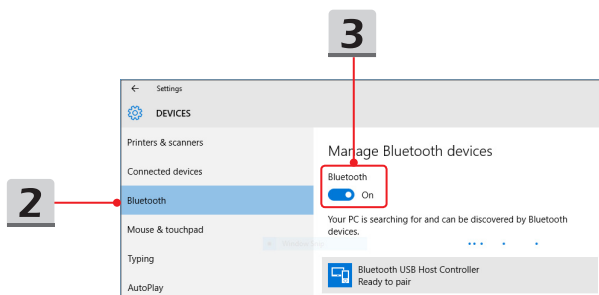 3
← Settings
DEVICES
Printers & scanners
Manage Bluetooth devices
Connected devices
Bluetooth
On
2
Bluetooth
Your PC is searching for and can be discovered by Bluetooth
devices.
Mouse & touchpad
Typing
Bluetooth USB Host Controller
Ready to pair
AutoPlay